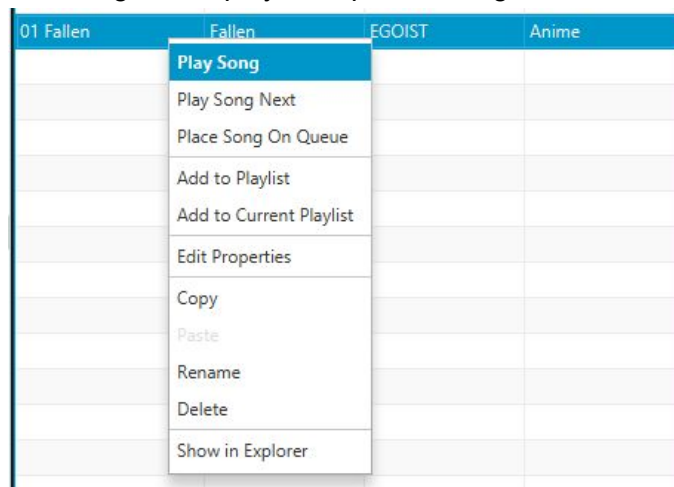 01 Fallen Fallen EGOIST Anime
Play Song
Play Song Next
Place Song On Queue
Add to Playlist
Add to Current Playlist
Edit Properties
Copy
Paste
Rename
Delete
Show in Explorer